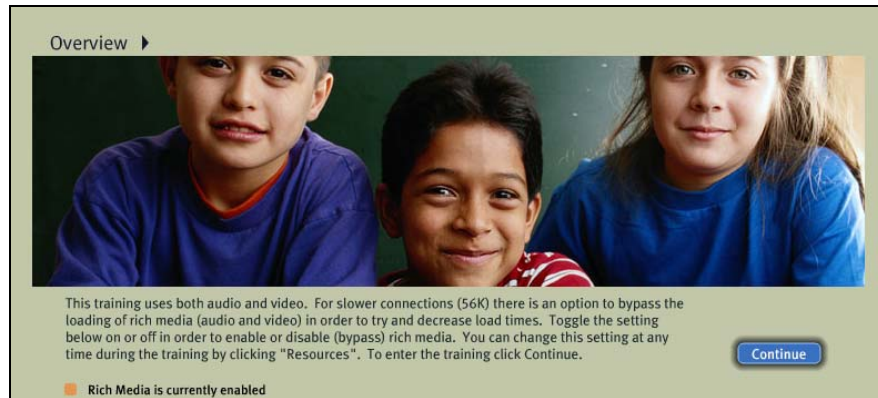 Overview
This training uses both audio and video. For slower connections (56K) there is an option to bypass the
loading of rich media (audio and video) in order to try and decrease load times. Toggle the setting
below on or off in order to enable or disable (bypass) rich media. You can change this setting at any
time during the training by clicking "Resources". To enter the training click Continue.
Continue
Rich Media is currently enabled